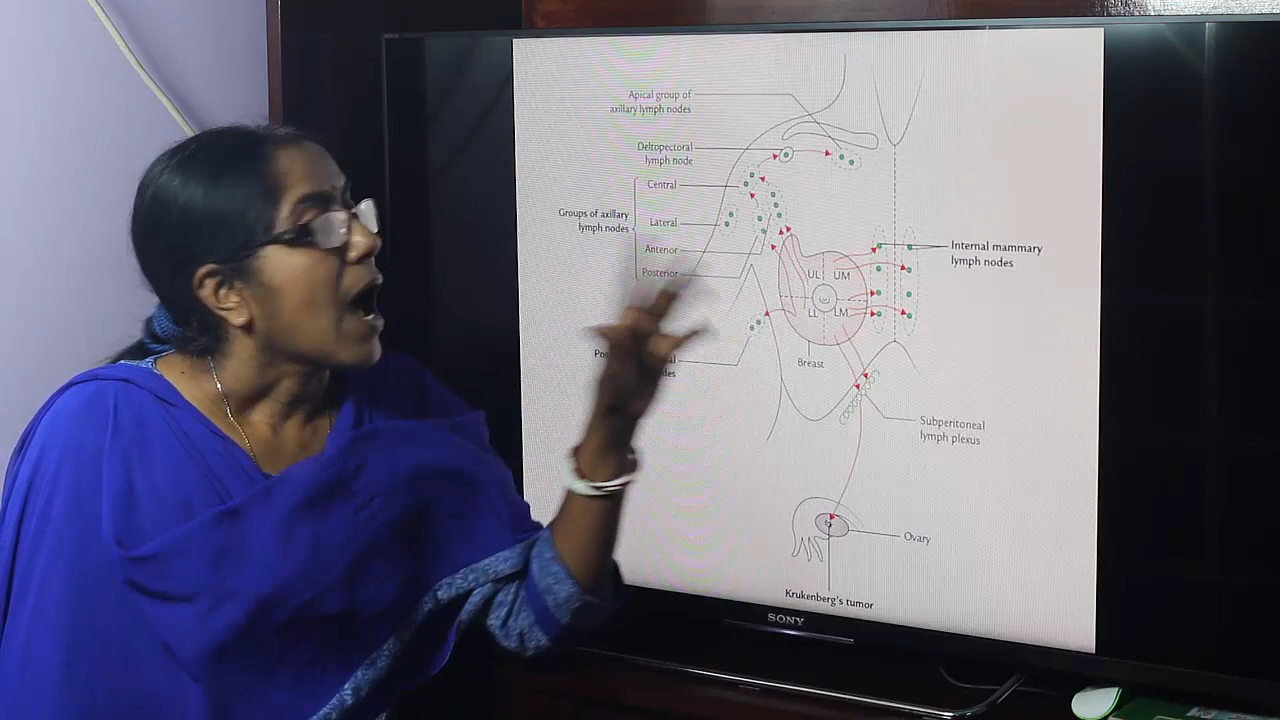 Apical group of
axillary lymph nodes
Deltopectoral
lymph node
Central
Groups of axillary
lymph nodes
Lateral
Anterior
Posterior
Internal mammary
lymph nodes
UL UM
LL LM
Breast
Subperitoneal
lymph plexus
Ovary
Krukenberg's tumor
SONY